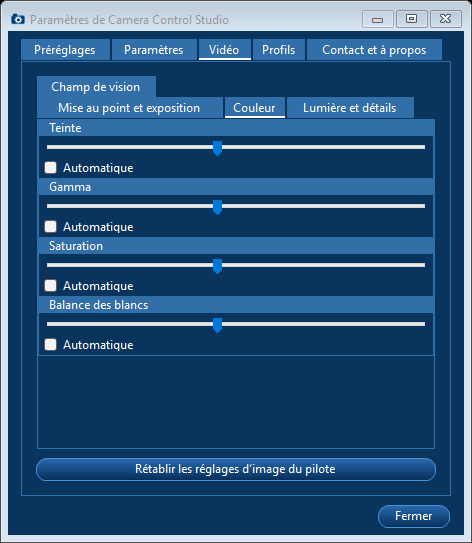 Paramètres de Camera Control Studio
Préréglages Paramètres Vidéo Profils Contact et à propos
Champ de vision
Mise au point et exposition Couleur Lumière et détails
Teinte
Automatique
Gamma
Automatique
Saturation
Automatique
Balance des blancs
Automatique
Rétablir les réglages d'image du pilote
Fermer